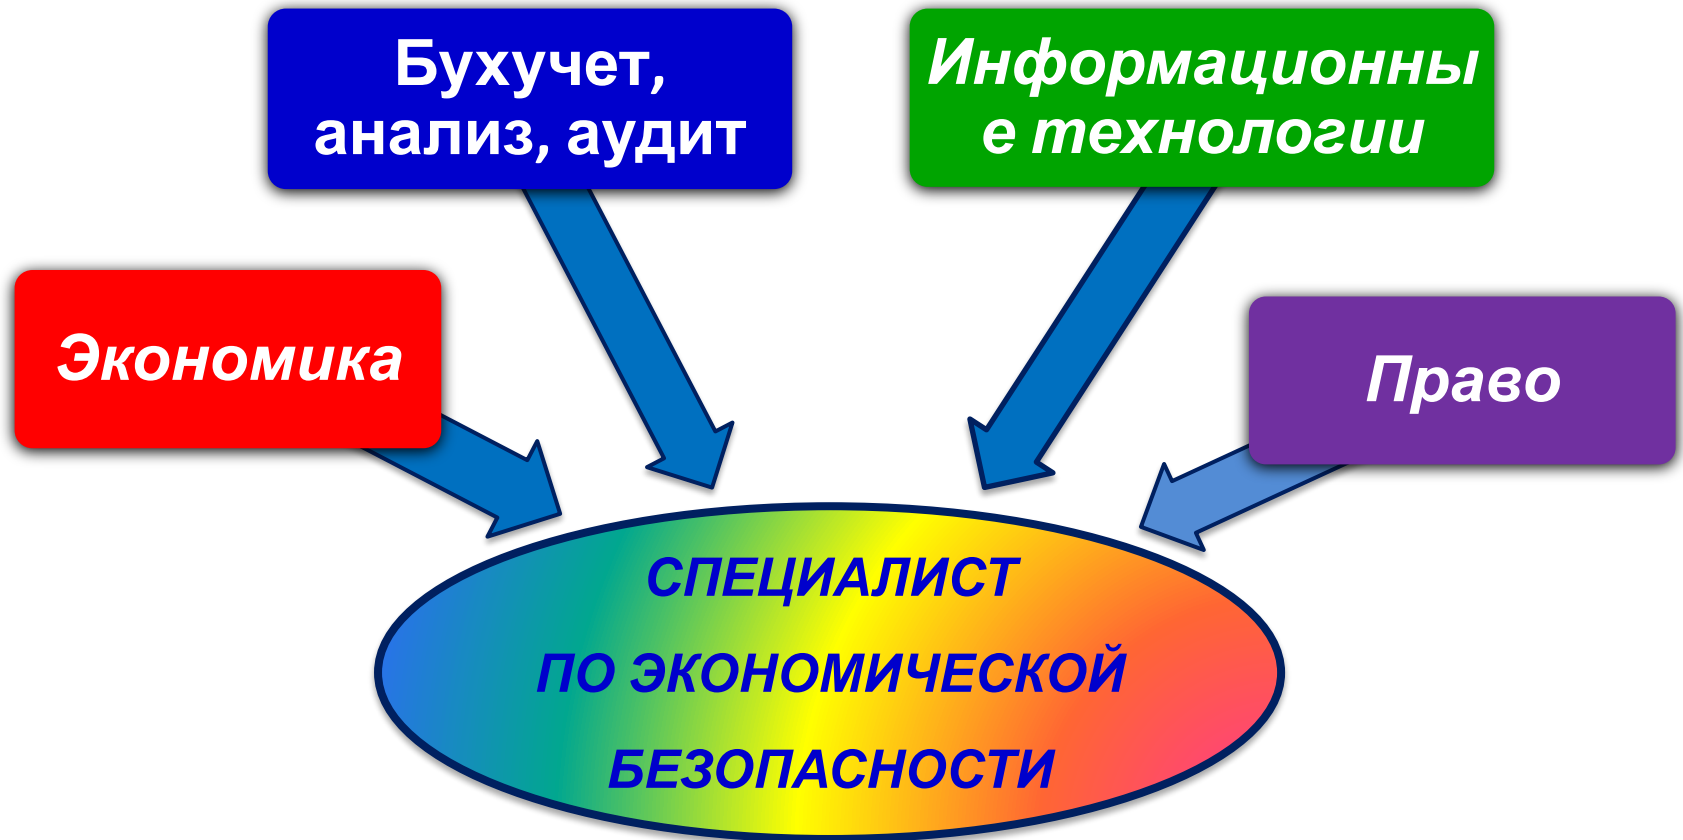 Бухучет,
анализ, аудит
Информационны
е технологии
Экономика
Право
СПЕЦИАЛИСТ
ПО ЭКОНОМИЧЕСКОЙ
БЕЗОПАСНОСТИ